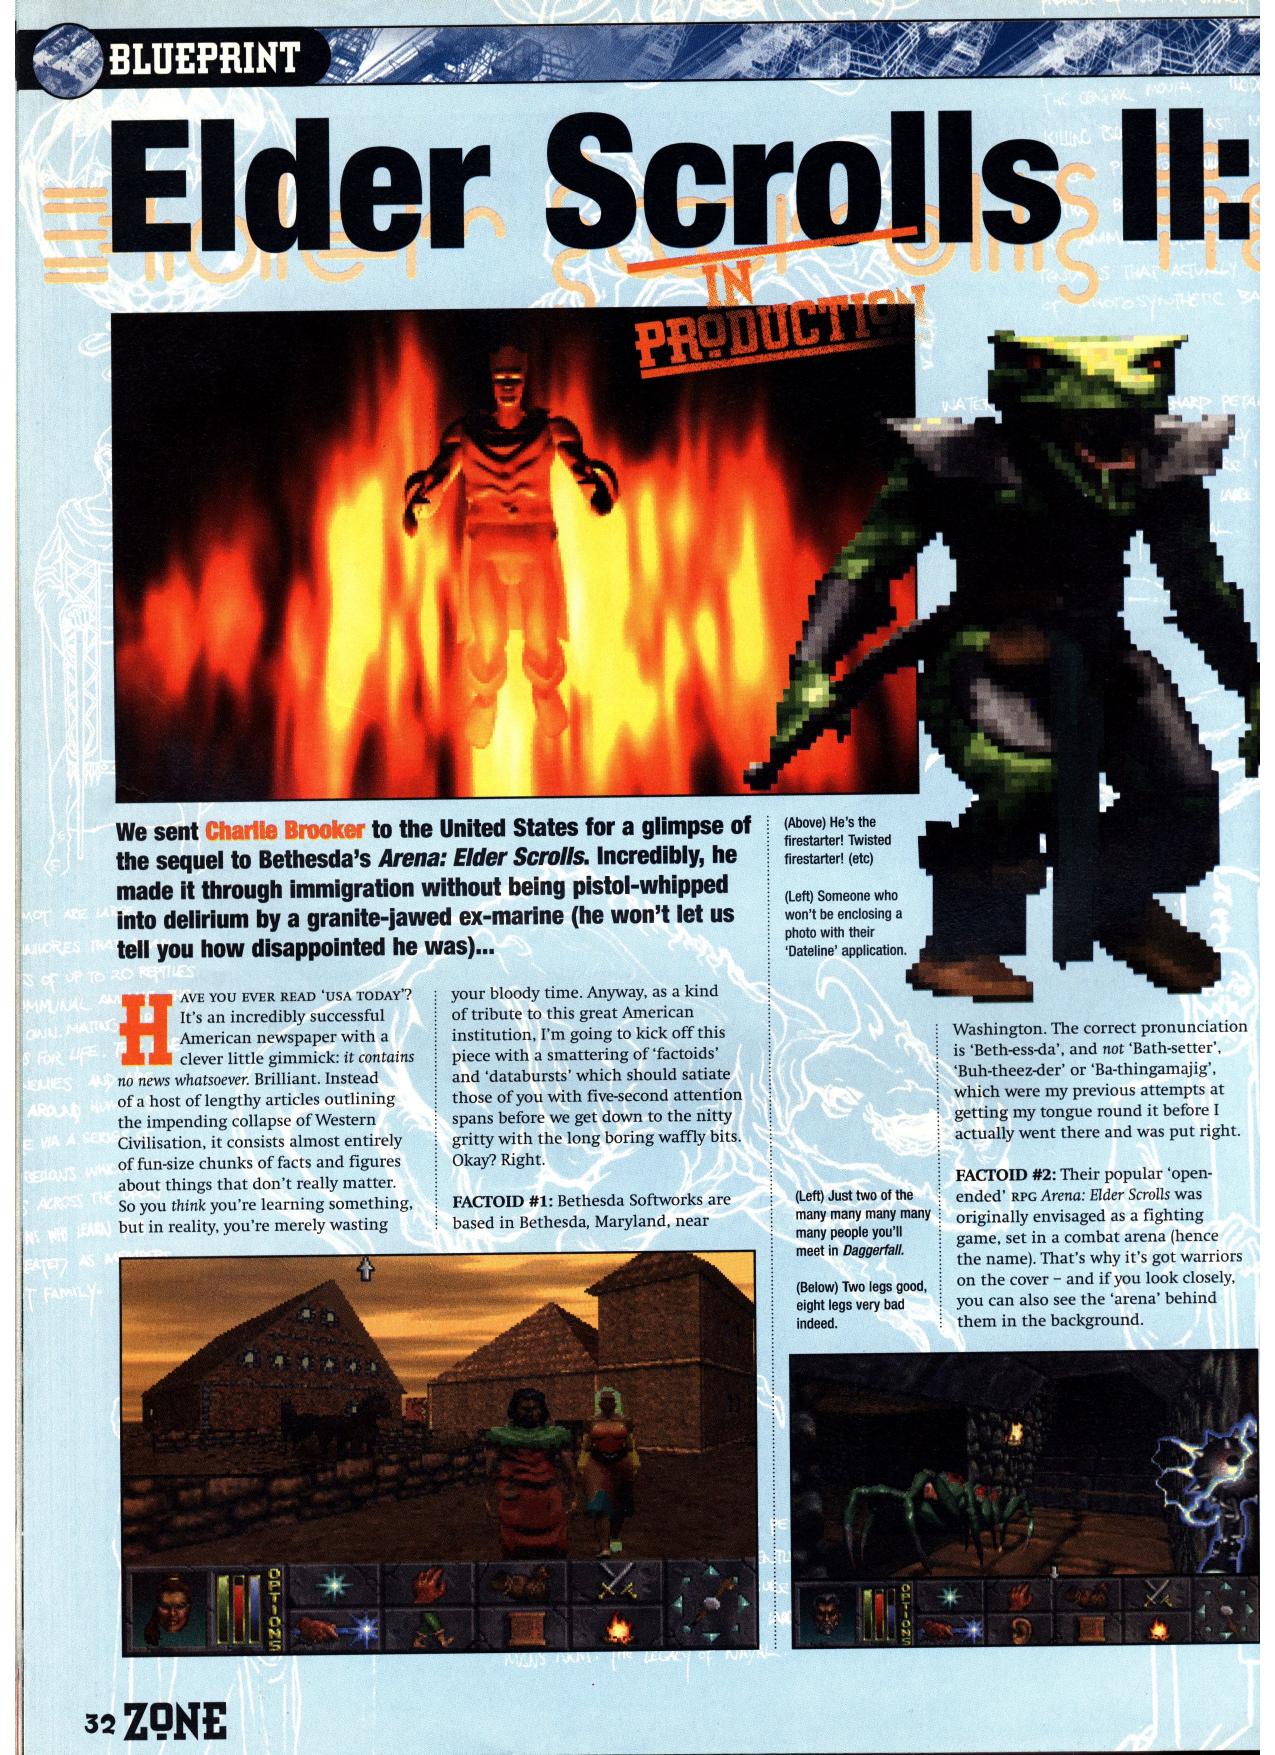 BLUEPRINT
Elder Scrolls II:
IN
PRODUCTION
We sent Charlie Brooker to the United States for a glimpse of
the sequel to Bethesda's Arena: Elder Scrolls. Incredibly, he
made it through immigration without being pistol-whipped
into delirium by a granite-jawed ex-marine (he won't let us
tell you how disappointed he was)...
(Above) He's the
firestarter! Twisted
firestarter! (etc)
(Left) Someone who
won't be enclosing a
photo with their
'Dateline' application.
HAVE YOU EVER READ 'USA TODAY'?
It's an incredibly successful
American newspaper with a
clever little gimmick: it contains
no news whatsoever. Brilliant. Instead
of a host of lengthy articles outlining
the impending collapse of Western
Civilisation, it consists almost entirely
of fun-size chunks of facts and figures
about things that don't really matter.
So you think you're learning something,
but in reality, you're merely wasting
your bloody time. Anyway, as a kind
of tribute to this great American
institution, I'm going to kick off this
piece with a smattering of 'factoids'
and 'databursts' which should satiate
those of you with five-second attention
spans before we get down to the nitty
gritty with the long boring waffly bits.
Okay? Right.
FACTOID #1: Bethesda Softworks are
based in Bethesda, Maryland, near
Washington. The correct pronunciation
is 'Beth-ess-da', and not 'Bath-setter',
'Buh-theez-der' or 'Ba-thingamajig',
which were my previous attempts at
getting my tongue round it before I
actually went there and was put right.
FACTOID #2: Their popular 'open-
ended' RPG Arena: Elder Scrolls was
originally envisaged as a fighting
game, set in a combat arena (hence
the name). That's why it's got warriors
on the cover – and if you look closely,
you can also see the 'arena' behind
them in the background.
(Left) Just two of the
many many many many
many people you'll
meet in Daggerfall.
(Below) Two legs good,
eight legs very bad
indeed.
OPTIONS
OPTIONS
32 ZONE